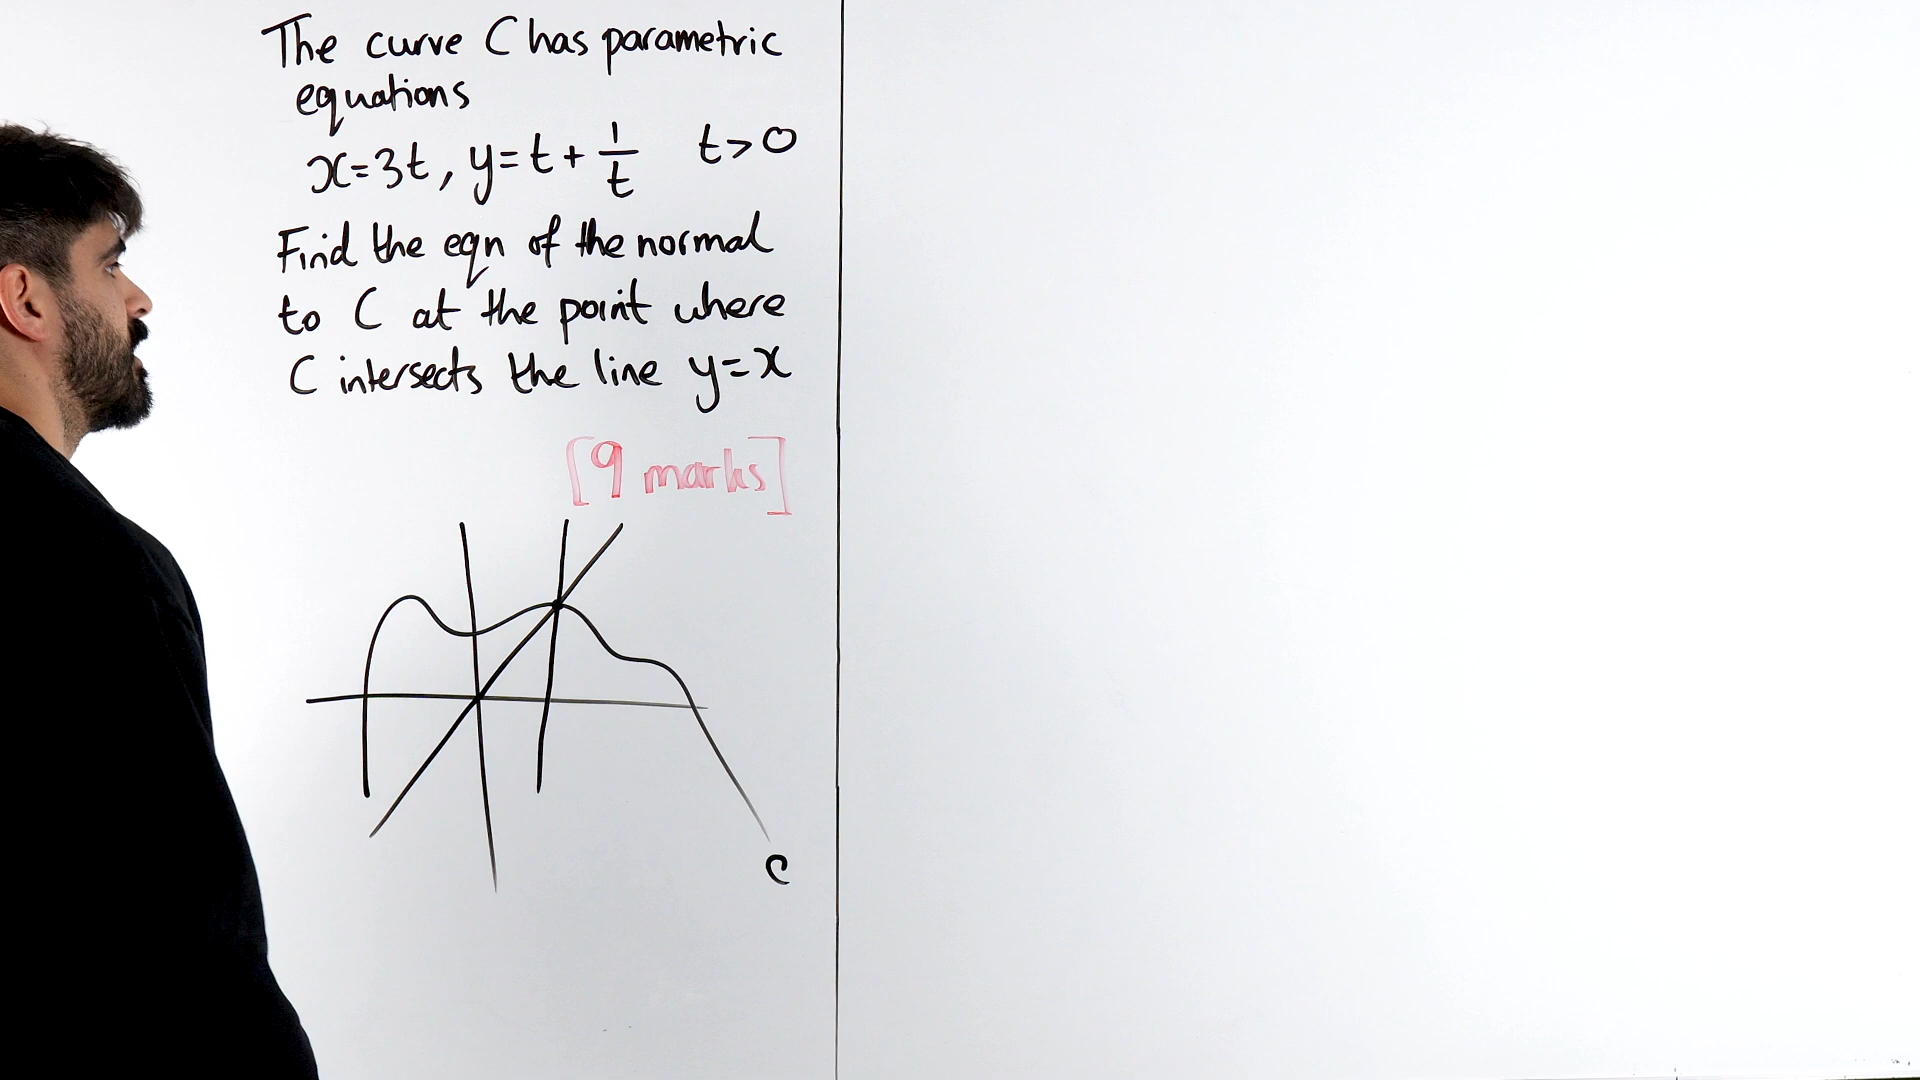 The curve C has parametric
equations
x=3t, y=t+1/t t>0
Find the eqn of the normal
to C at the point where
C intersects the line y=x
[9 marks]
C